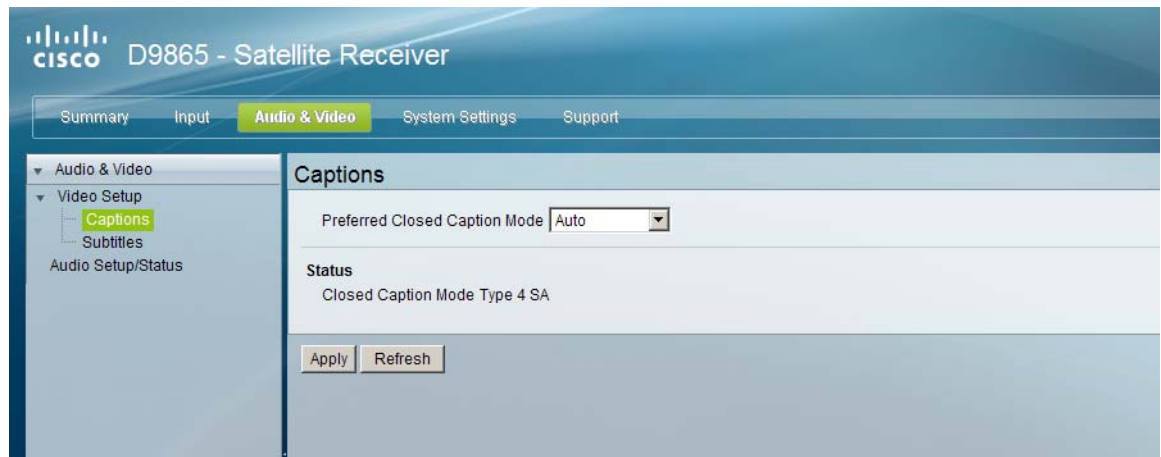 CISCO D9865 - Satellite Receiver
Summary Input Audio & Video System Settings Support
Audio & Video
Video Setup
Captions
Subtitles
Audio Setup/Status
Captions
Preferred Closed Caption Mode Auto
Status
Closed Caption Mode Type 4 SA
Apply Refresh